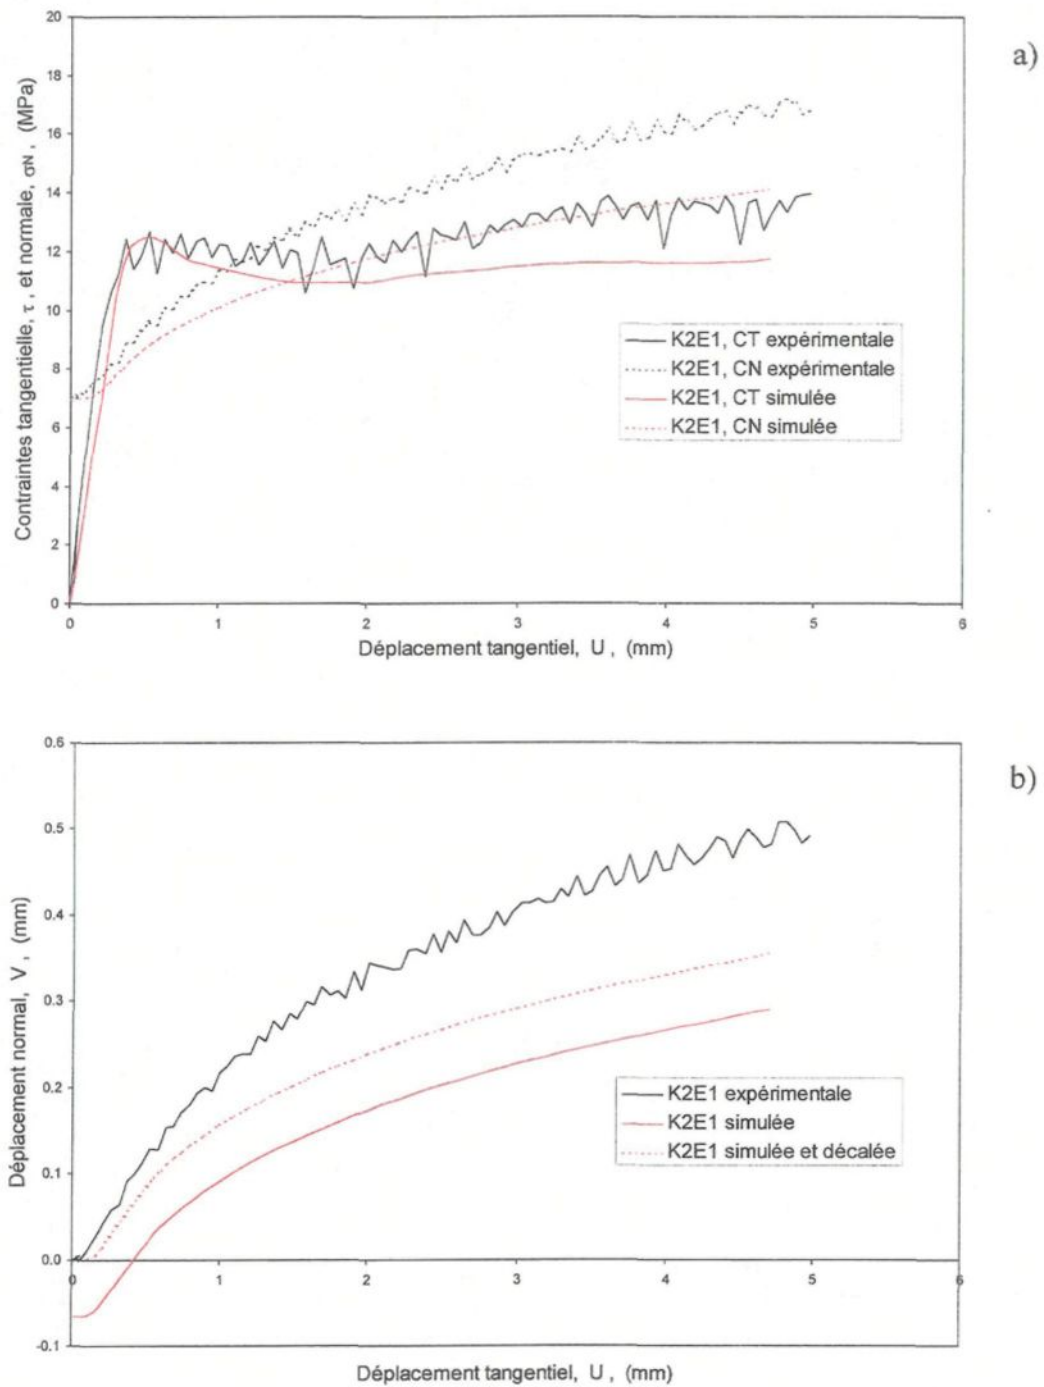 a)
Contraintes tangentielle, τ , et normale, σN , (MPa)
20
18
16
14
12
10
8
6
4
2
0
K2E1, CT expérimentale
K2E1, CN expérimentale
K2E1, CT simulée
K2E1, CN simulée
0 1 2 3 4 5 6
Déplacement tangentiel, U , (mm)
b)
Déplacement normal, V , (mm)
0.6
0.5
0.4
0.3
0.2
0.1
0.0
-0.1
K2E1 expérimentale
K2E1 simulée
K2E1 simulée et décalée
0 1 2 3 4 5 6
Déplacement tangentiel, U , (mm)